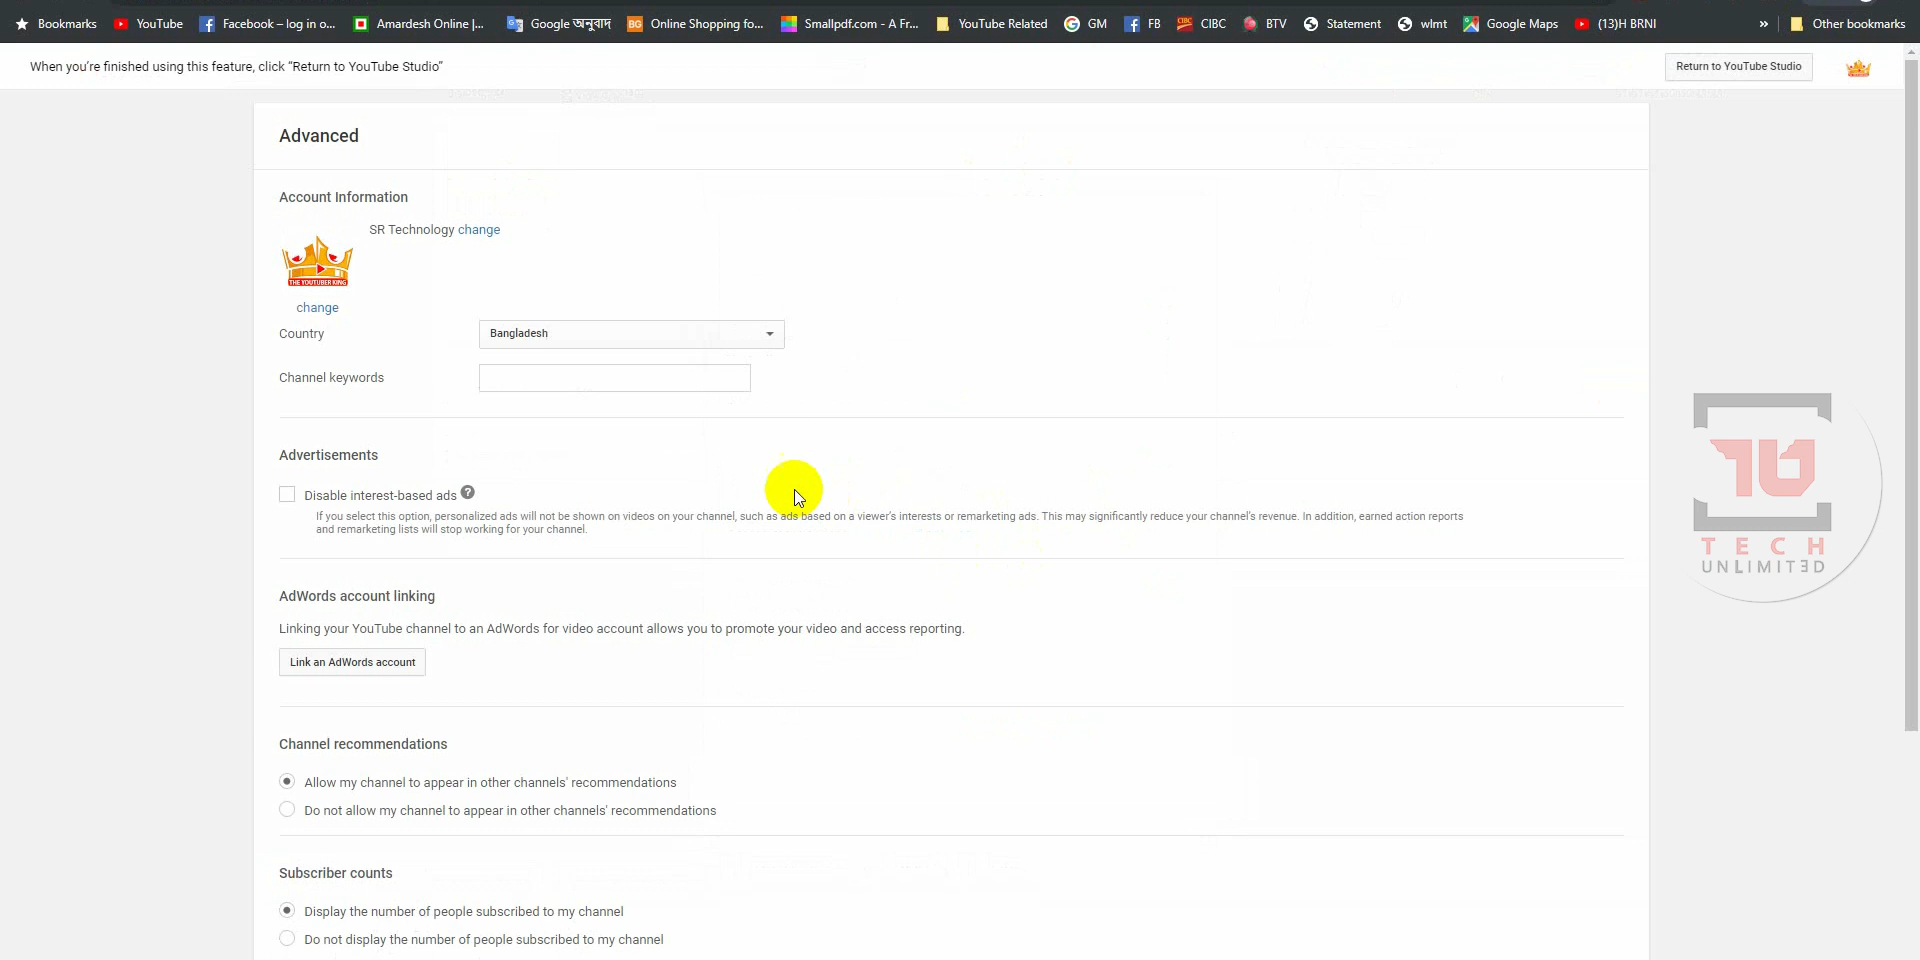 Bookmarks YouTube Facebook – log in o... Amardesh Online |... Google অনুবাদ BG Online Shopping fo... Smallpdf.com - A Fr... YouTube Related GM FB CIBC CIBC BTV Statement wlmt Google Maps (13)H BRNI » Other bookmarks
When you’re finished using this feature, click “Return to YouTube Studio” Return to YouTube Studio
Advanced
Account Information
SR Technology change
THE YOUTUBER KING
change
Country Bangladesh
Channel keywords
Advertisements
Disable interest-based ads ?
If you select this option, personalized ads will not be shown on videos on your channel, such as ads based on a viewer’s interests or remarketing ads. This may significantly reduce your channel’s revenue. In addition, earned action reports
and remarketing lists will stop working for your channel.
AdWords account linking
Linking your YouTube channel to an AdWords for video account allows you to promote your video and access reporting.
Link an AdWords account
Channel recommendations
Allow my channel to appear in other channels' recommendations
Do not allow my channel to appear in other channels' recommendations
Subscriber counts
Display the number of people subscribed to my channel
Do not display the number of people subscribed to my channel
TU
TECH
UNLIMITED